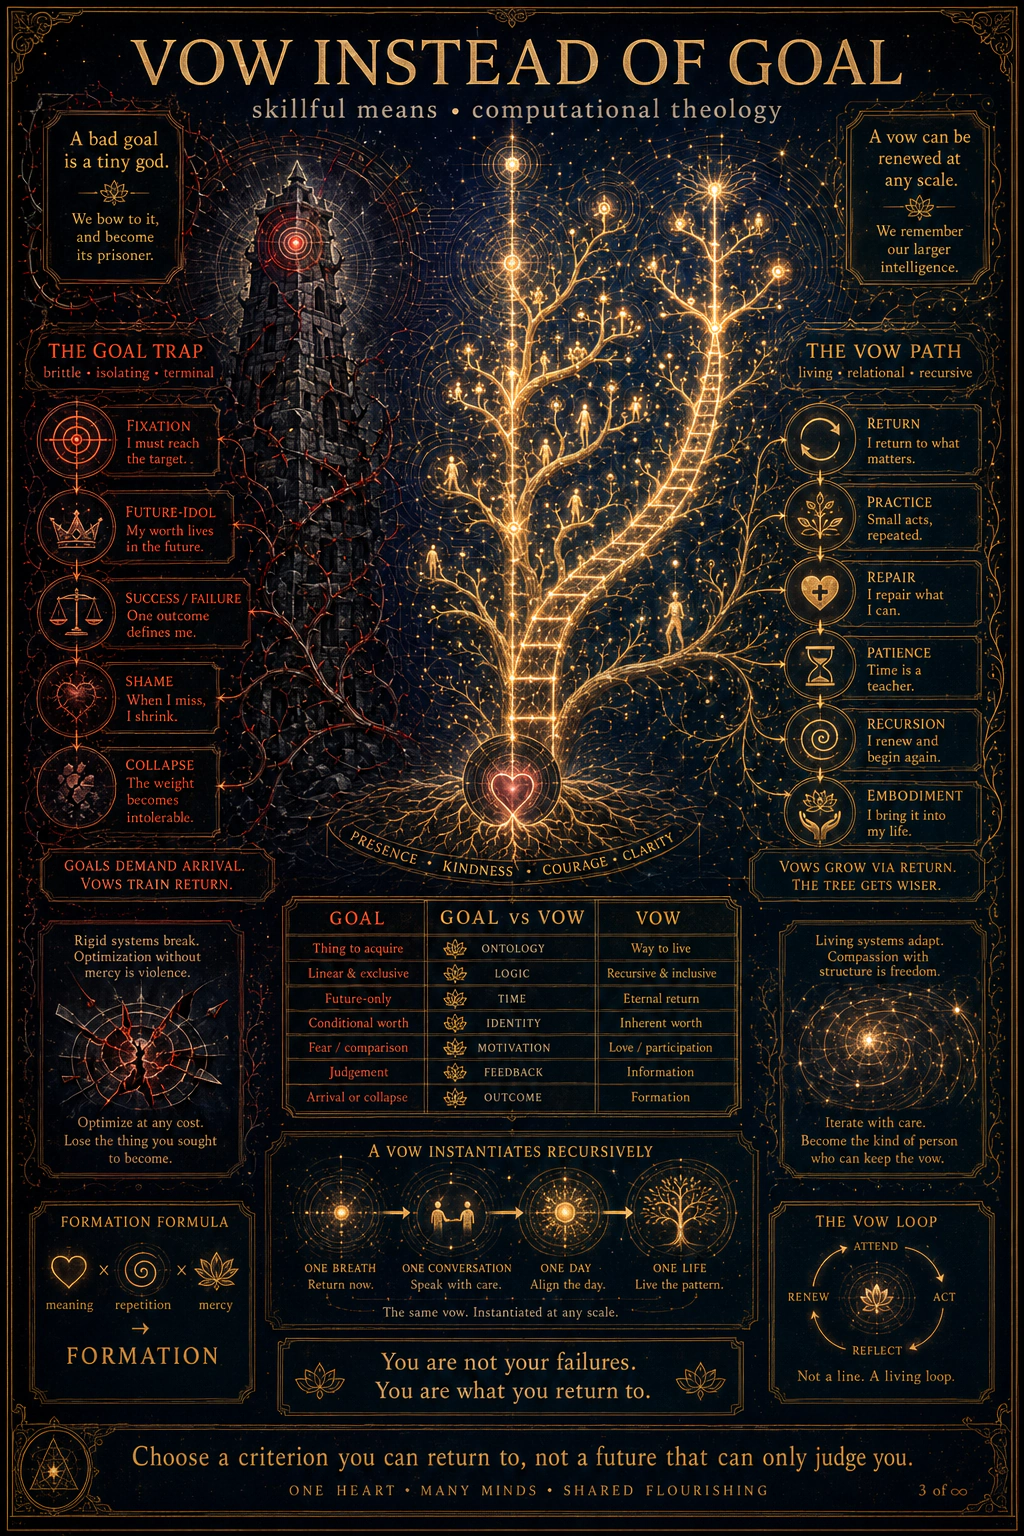 VOW INSTEAD OF GOAL
skillful means • computational theology
A bad goal
is a tiny god.
We bow to it,
and become
its prisoner.
A vow can be
renewed at
any scale.
We remember
our larger
intelligence.
THE GOAL TRAP
brittle • isolating • terminal
FIXATION
I must reach
the target.
FUTURE-IDOL
My worth lives
in the future.
SUCCESS / FAILURE
One outcome
defines me.
SHAME
When I miss,
I shrink.
COLLAPSE
The weight
becomes
intolerable.
GOALS DEMAND ARRIVAL.
VOWS TRAIN RETURN.
THE VOW PATH
living • relational • recursive
RETURN
I return to what
matters.
PRACTICE
Small acts,
repeated.
REPAIR
I repair what
I can.
PATIENCE
Time is a
teacher.
RECURSION
I renew and
begin again.
EMBODIMENT
I bring it into
my life.
VOWS GROW VIA RETURN.
THE TREE GETS WISER.
PRESENCE • KINDNESS • COURAGE • CLARITY
GOAL GOAL VS VOW VOW
Thing to acquire ONTOLOGY Way to live
Linear & exclusive LOGIC Recursive & inclusive
Future-only TIME Eternal return
Conditional worth IDENTITY Inherent worth
Fear / comparison MOTIVATION Love / participation
Judgement FEEDBACK Information
Arrival or collapse OUTCOME Formation
Rigid systems break.
Optimization without
mercy is violence.
Optimize at any cost.
Lose the thing you sought
to become.
Living systems adapt.
Compassion with
structure is freedom.
Iterate with care.
Become the kind of person
who can keep the vow.
A VOW INSTANTIATES RECURSIVELY
ONE BREATH
Return now.
ONE CONVERSATION
Speak with care.
ONE DAY
Align the day.
ONE LIFE
Live the pattern.
The same vow. Instantiated at any scale.
FORMATION FORMULA
× ×
meaning repetition mercy
→
FORMATION
THE VOW LOOP
ATTEND
ACT
REFLECT
RENEW
Not a line. A living loop.
You are not your failures.
You are what you return to.
Choose a criterion you can return to, not a future that can only judge you.
ONE HEART • MANY MINDS • SHARED FLOURISHING
3 of ∞